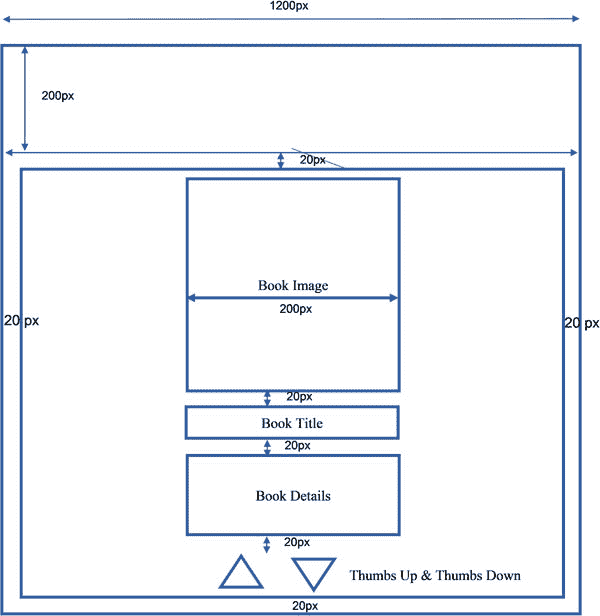 1200px
200px
20px
Book Image
200px
20 px
20 px
20px
Book Title
20px
Book Details
20px
Thumbs Up & Thumbs Down
20px